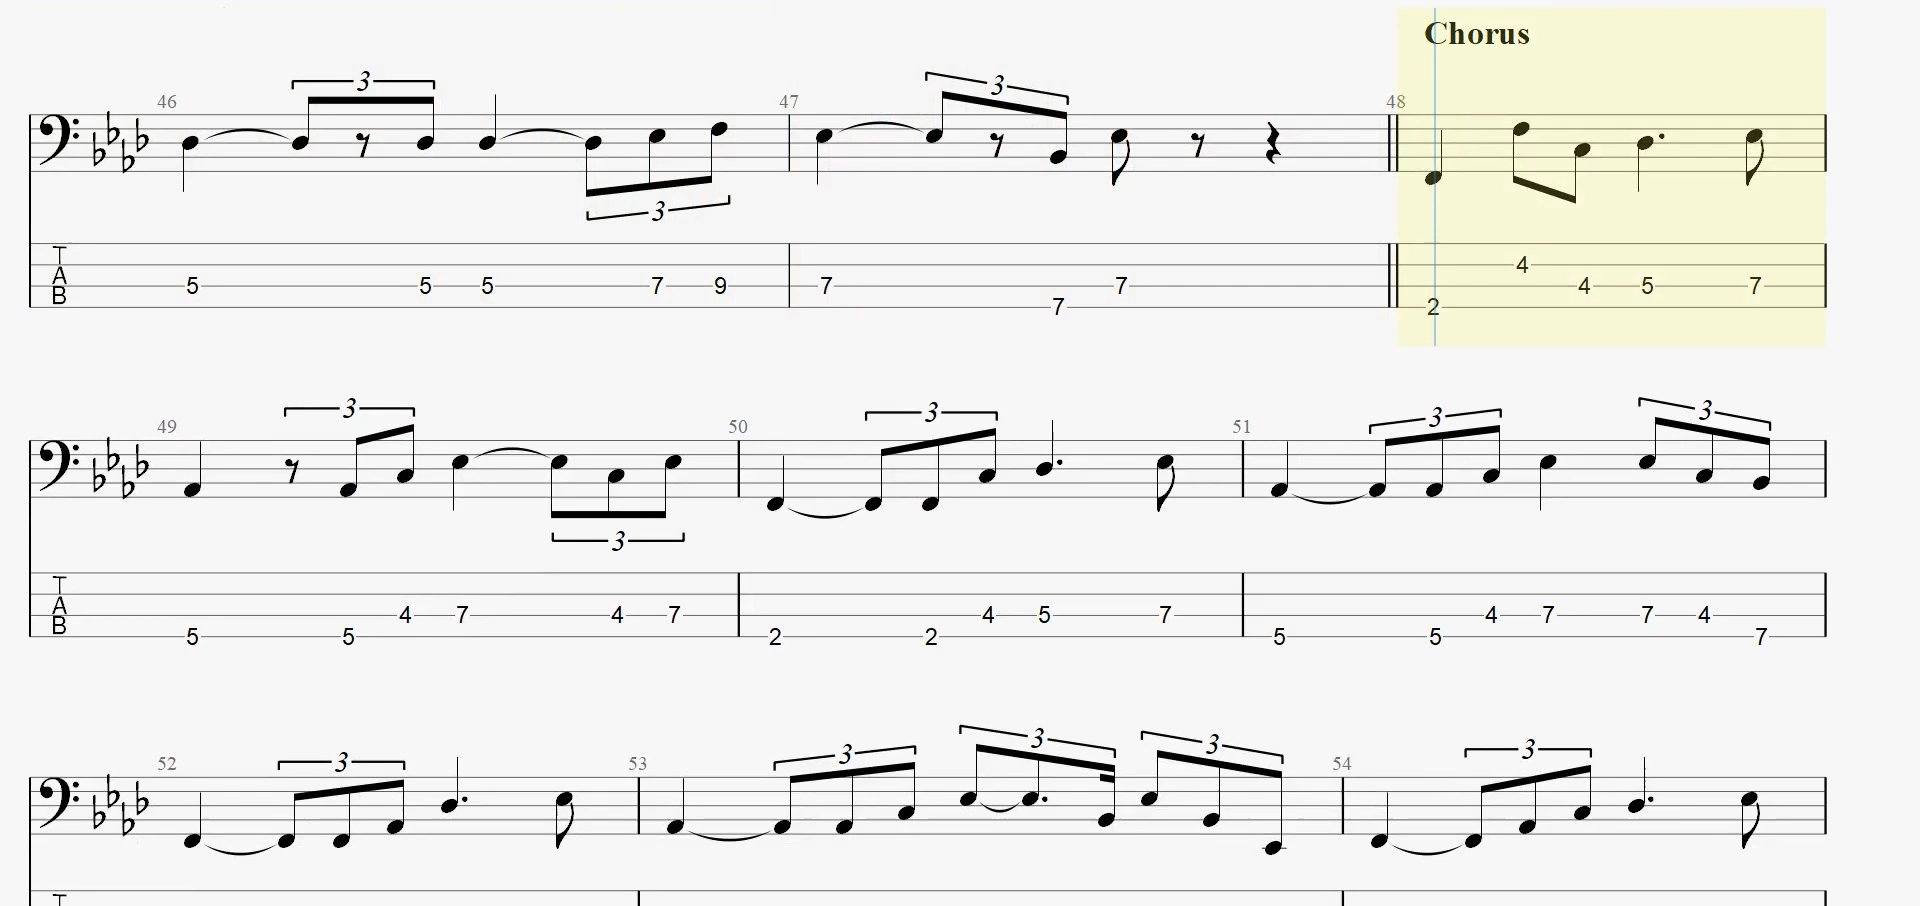 Chorus
3 3
46 47 48
3
T
A
B
5 5 5 7 9 7 7 7 2 4 4 5 7
3 3 3 3
49 50 51
3
T
A
B
5 5 4 7 4 7 2 2 4 5 7 5 5 4 7 7 4 7
3 3 3 3 3
52 53 54
T